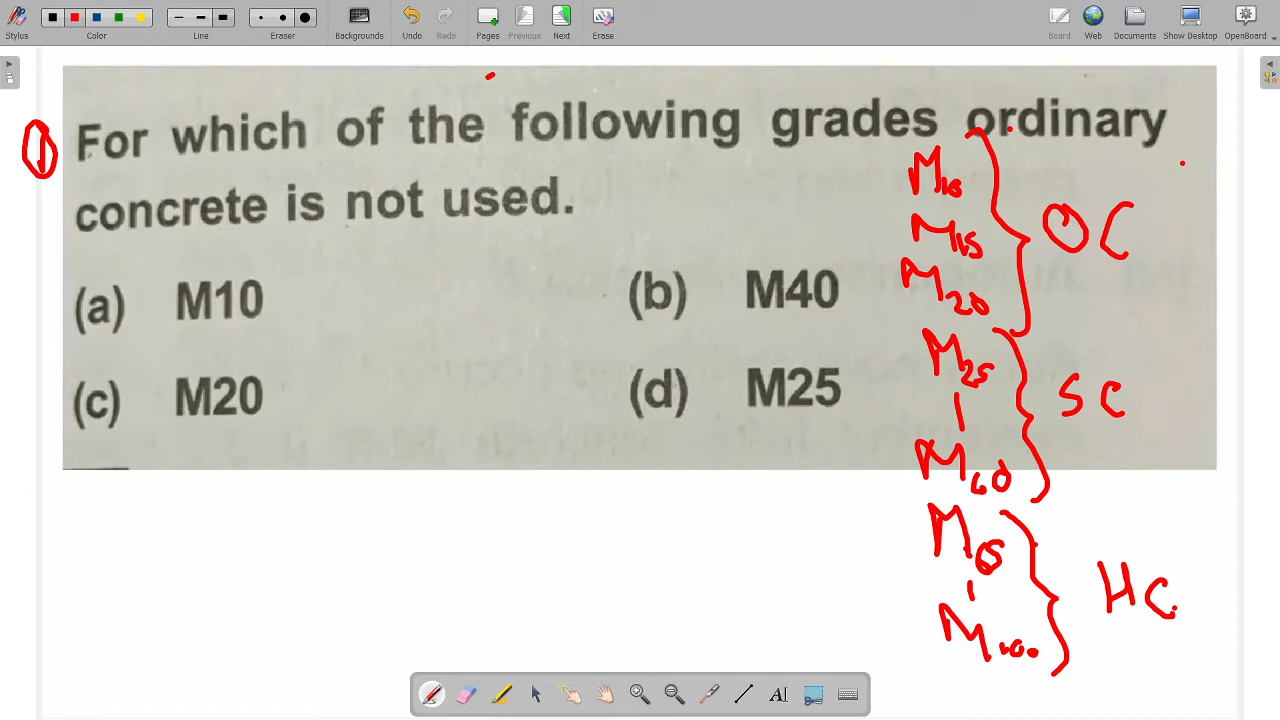 Stylus Color Line Eraser Backgrounds Undo Redo Pages Previous Next Erase Board Web Documents Show Desktop OpenBoard
1 For which of the following grades ordinary
concrete is not used.
(a) M10 (b) M40
(c) M20 (d) M25
M10
M15
M20
OC
M25
M60
SC
M65
M100
HC
AI